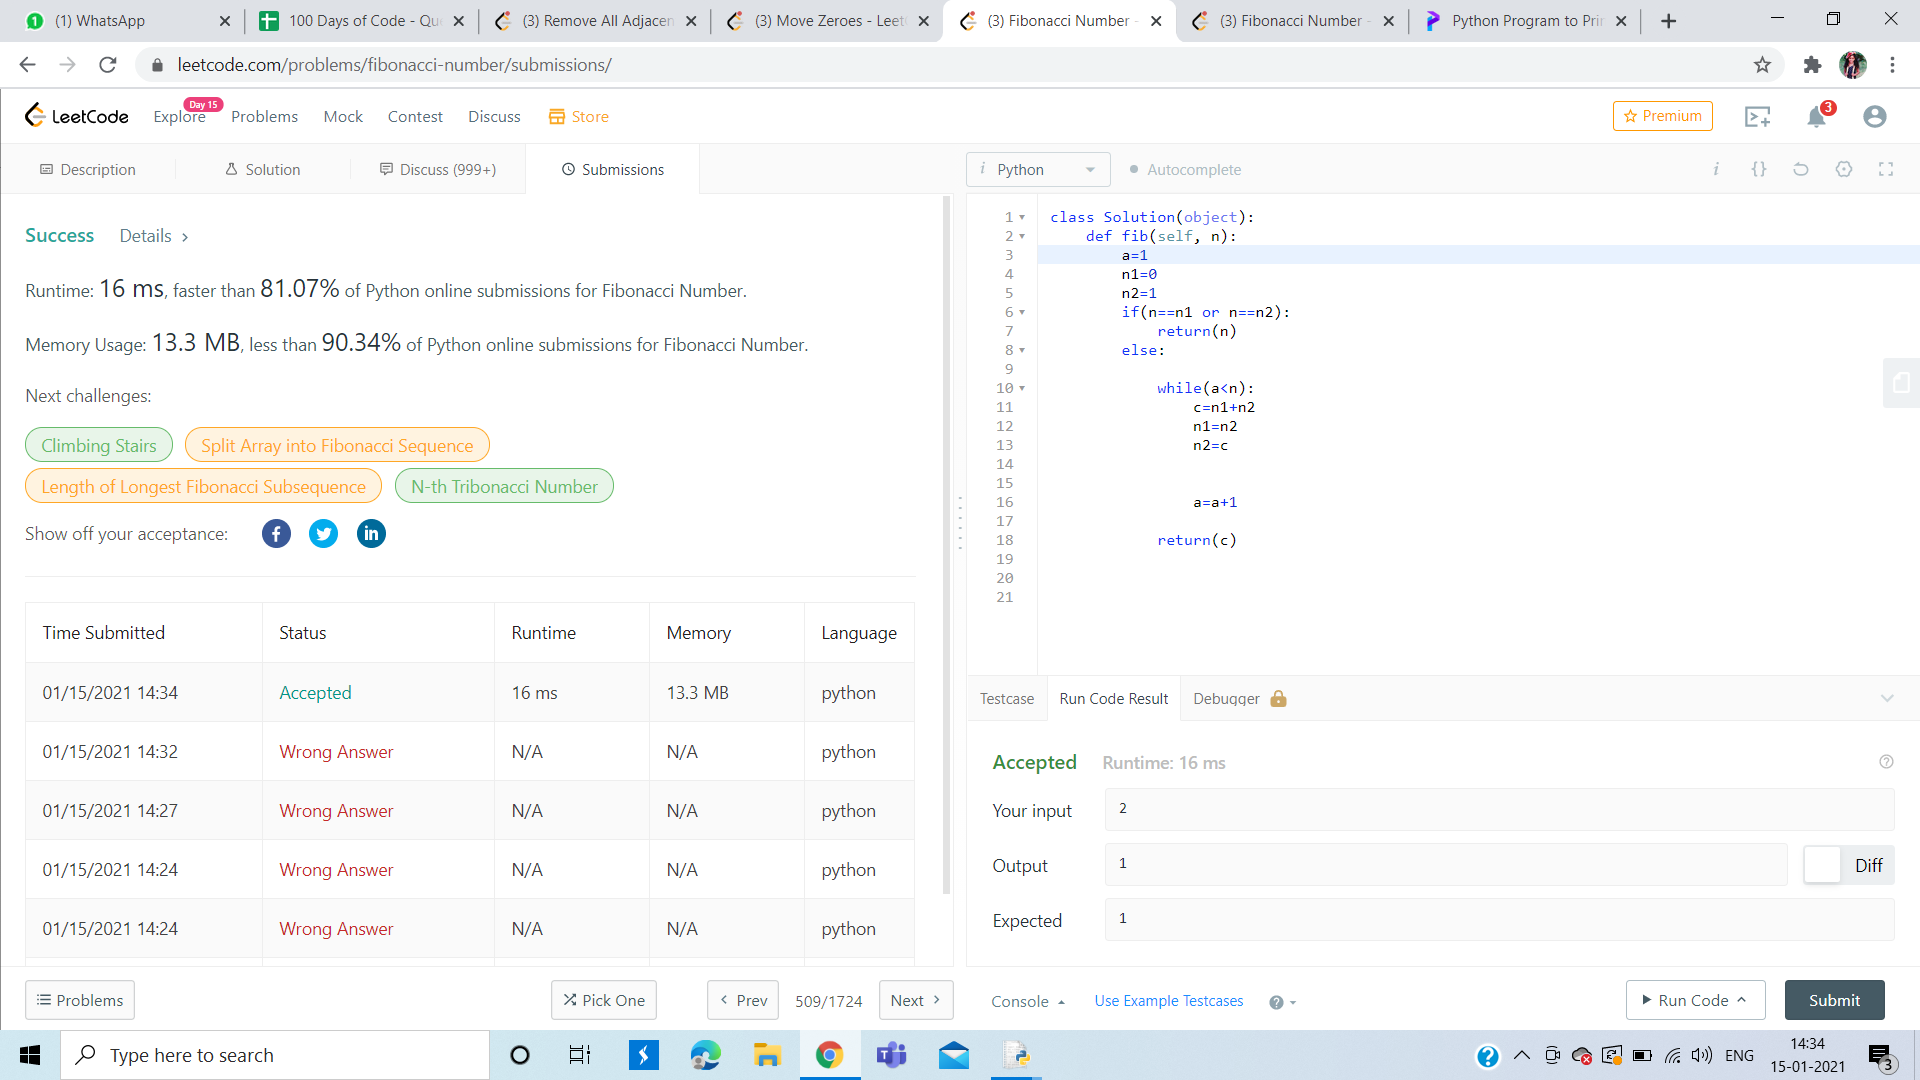 (1) WhatsApp
100 Days of Code - Que
(3) Remove All Adjacen
(3) Move Zeroes - Leet
(3) Fibonacci Number -
(3) Fibonacci Number -
Python Program to Prin
leetcode.com/problems/fibonacci-number/submissions/
LeetCode
Explore
Day 15
Problems
Mock
Contest
Discuss
Store
Premium
3
Description
Solution
Discuss (999+)
Submissions
Success Details >
Runtime: 16 ms, faster than 81.07% of Python online submissions for Fibonacci Number.
Memory Usage: 13.3 MB, less than 90.34% of Python online submissions for Fibonacci Number.
Next challenges:
Climbing Stairs
Split Array into Fibonacci Sequence
Length of Longest Fibonacci Subsequence
N-th Tribonacci Number
Show off your acceptance:
Time Submitted Status Runtime Memory Language
01/15/2021 14:34 Accepted 16 ms 13.3 MB python
01/15/2021 14:32 Wrong Answer N/A N/A python
01/15/2021 14:27 Wrong Answer N/A N/A python
01/15/2021 14:24 Wrong Answer N/A N/A python
01/15/2021 14:24 Wrong Answer N/A N/A python
Problems
Pick One
< Prev
509/1724
Next >
i Python
Autocomplete
i {}
1 class Solution(object):
2 def fib(self, n):
3 a=1
4 n1=0
5 n2=1
6 if(n==n1 or n==n2):
7 return(n)
8 else:
9
10 while(a<n):
11 c=n1+n2
12 n1=n2
13 n2=c
14
15
16 a=a+1
17
18 return(c)
19
20
21
Testcase
Run Code Result
Debugger
Accepted Runtime: 16 ms
Your input 2
Output 1
Diff
Expected 1
Console
Use Example Testcases
Run Code
Submit
Type here to search
ENG
14:34
15-01-2021
3